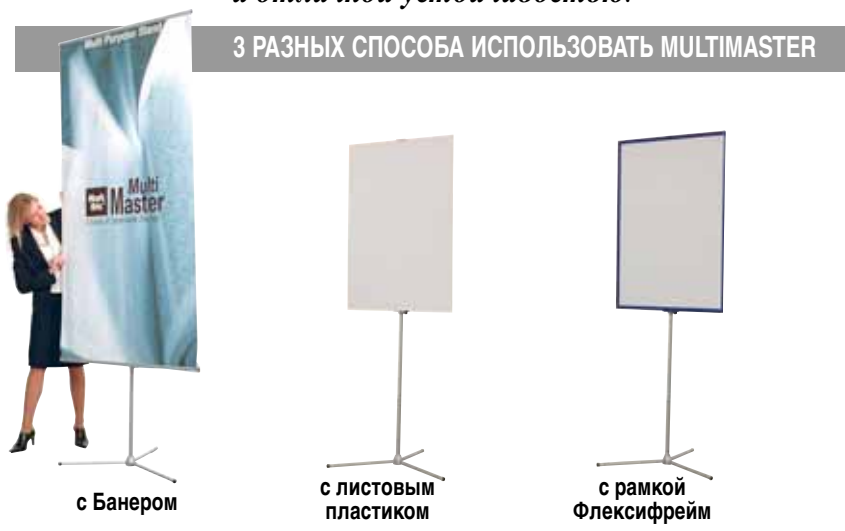 3 РАЗНЫХ СПОСОБА ИСПОЛЬЗОВАТЬ MULTIMASTER
Multi Purpose Stand
Multi
Master
с Банером
с листовым
пластиком
с рамкой
Флексифрейм